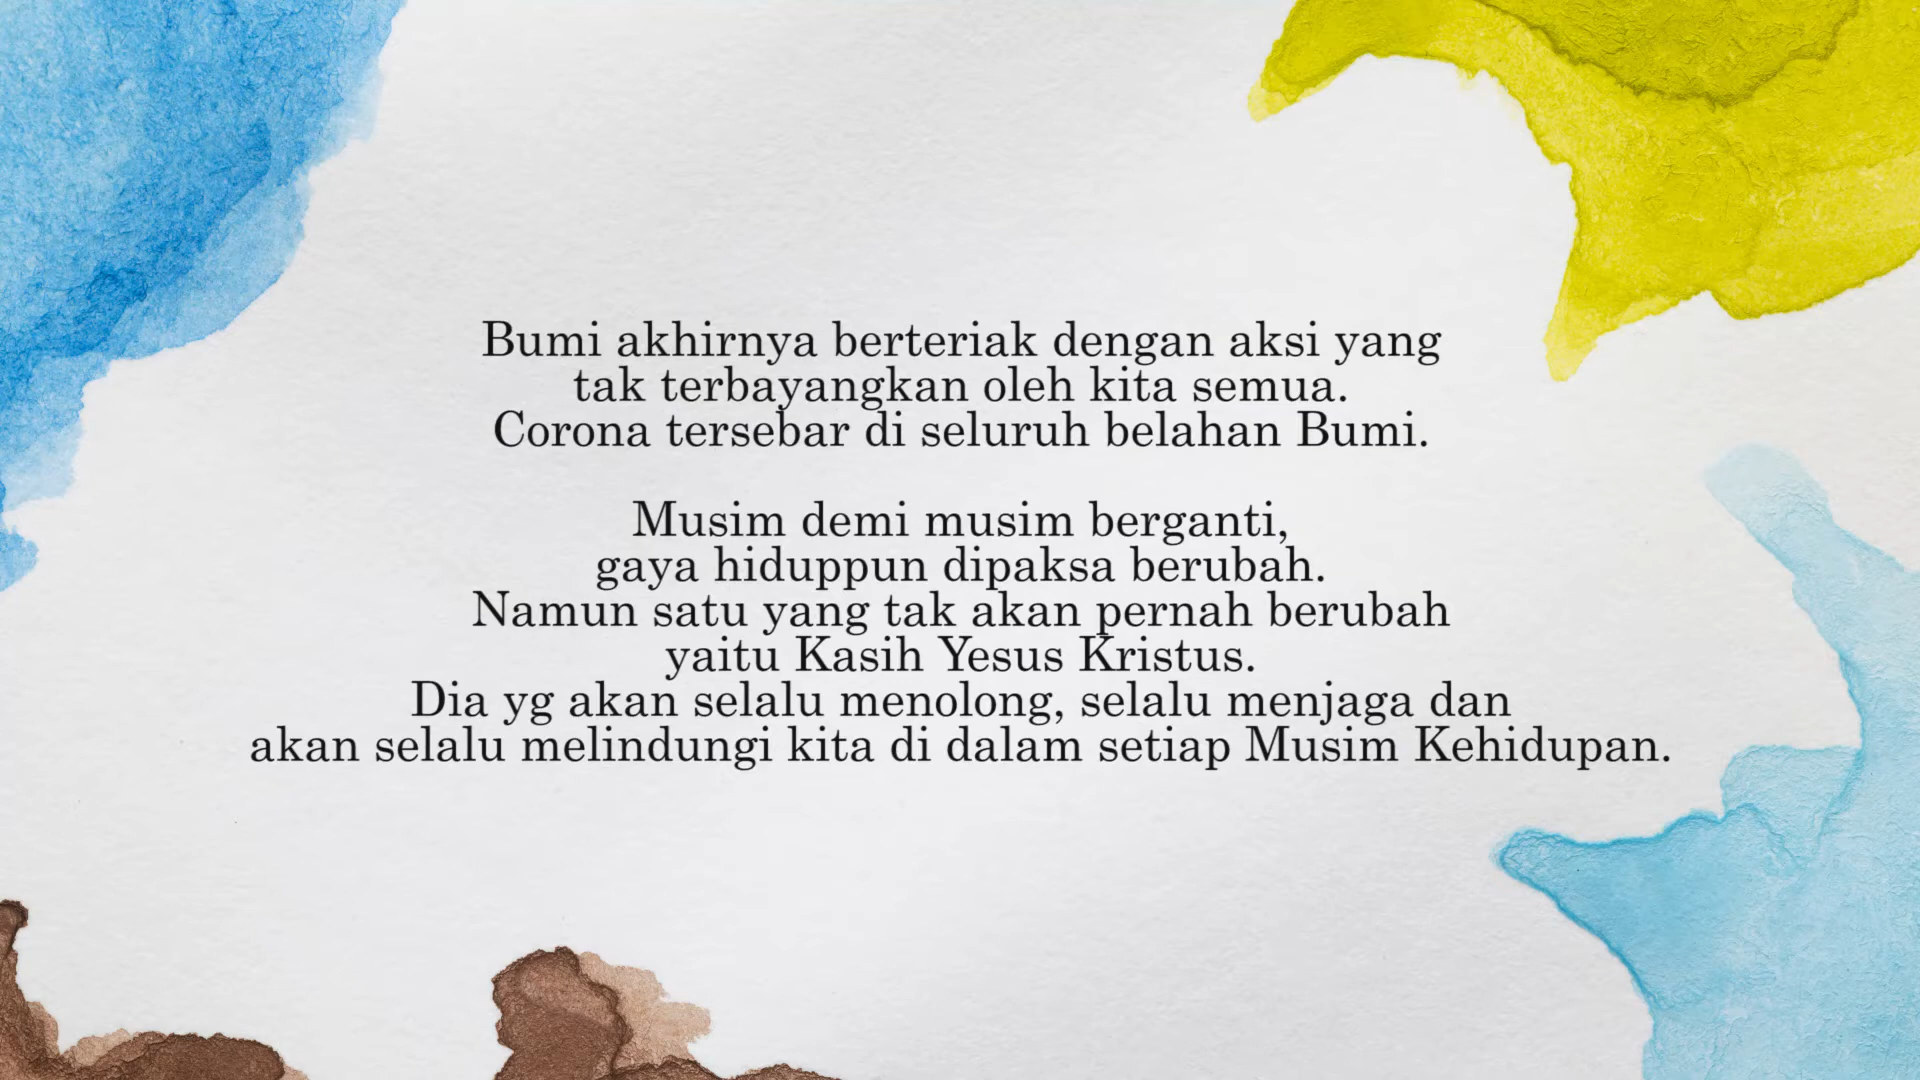 Bumi akhirnya berteriak dengan aksi yang
tak terbayangkan oleh kita semua.
Corona tersebar di seluruh belahan Bumi.
Musim demi musim berganti,
gaya hiduppun dipaksa berubah.
Namun satu yang tak akan pernah berubah
yaitu Kasih Yesus Kristus.
Dia yg akan selalu menolong, selalu menjaga dan
akan selalu melindungi kita di dalam setiap Musim Kehidupan.